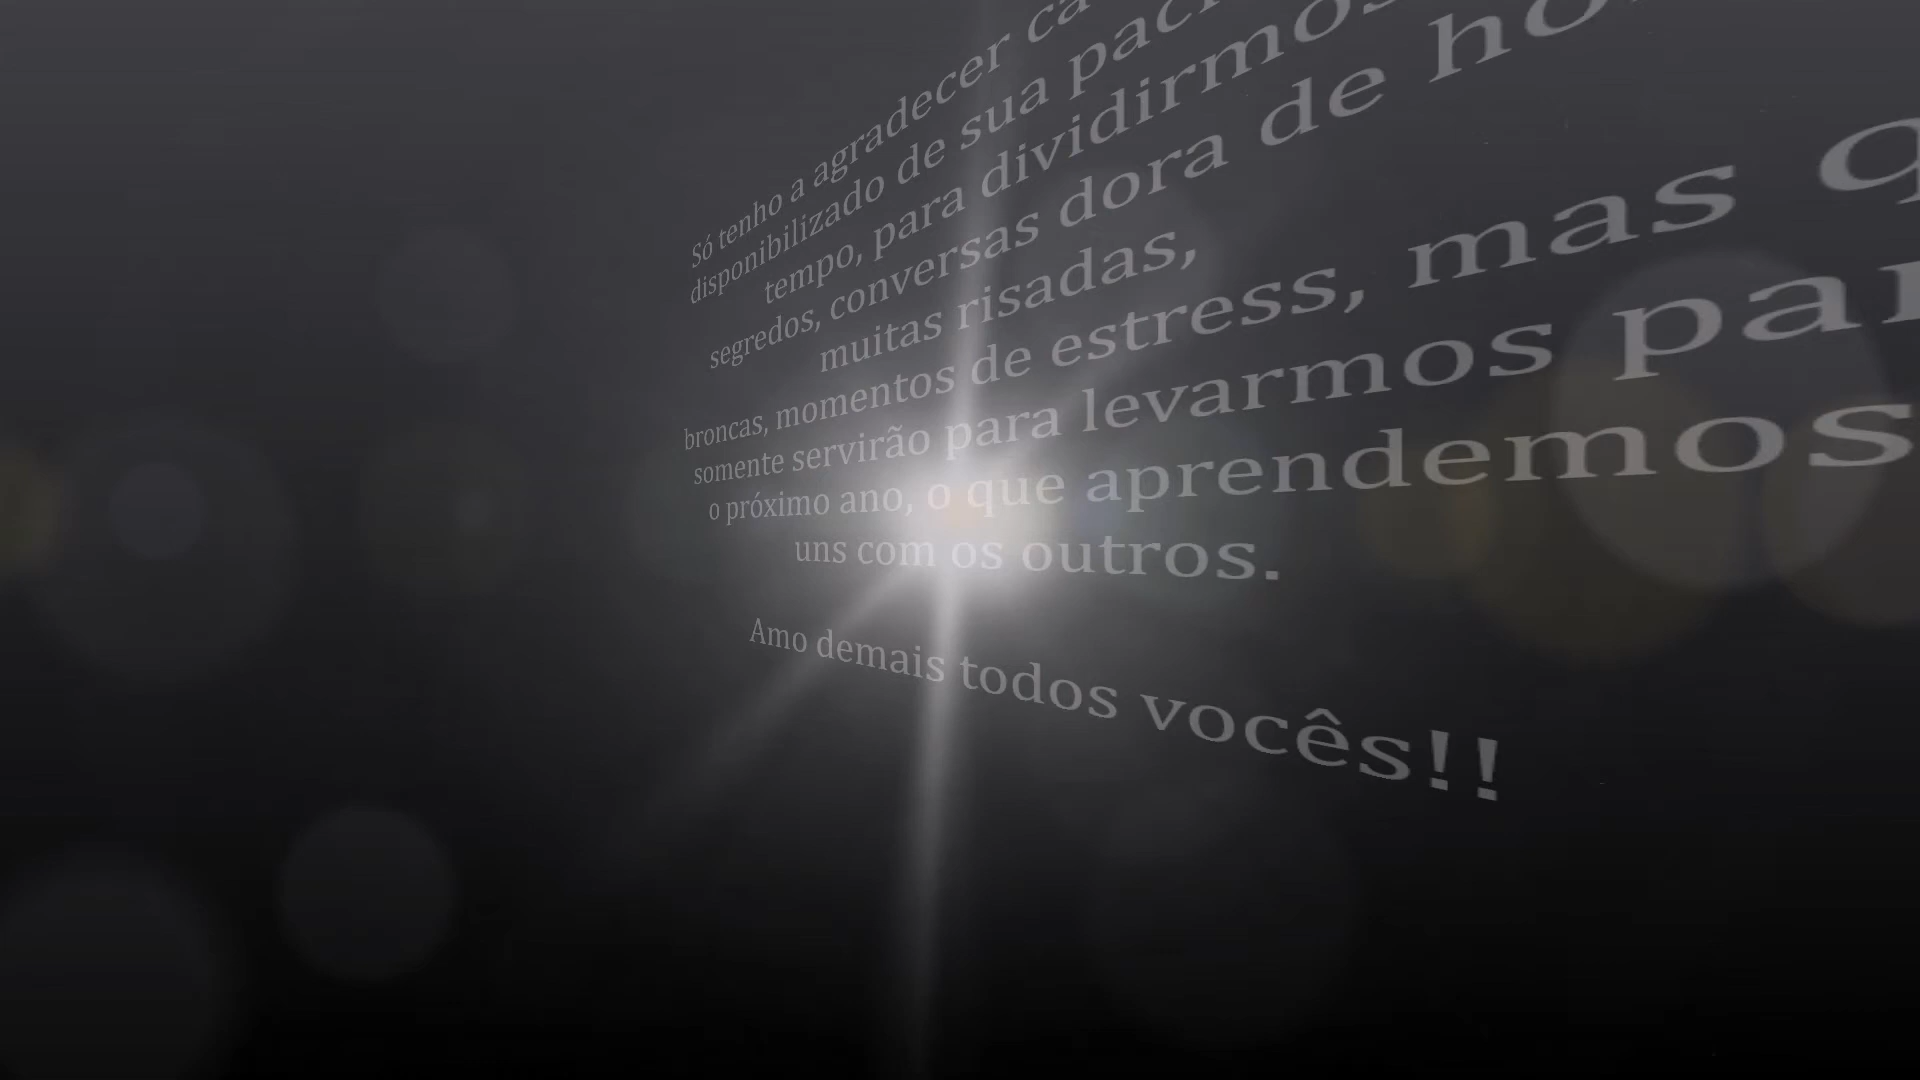 Só tenho a agradecer
disponibilizado de sua
tempo, para dividirmos
segredos, conversas dora de
muitas risadas,
broncas, momentos de estress, mas
somente servirão para levarmos
o próximo ano, o que aprendemos
uns com os outros.
Amo demais todos vocês!!